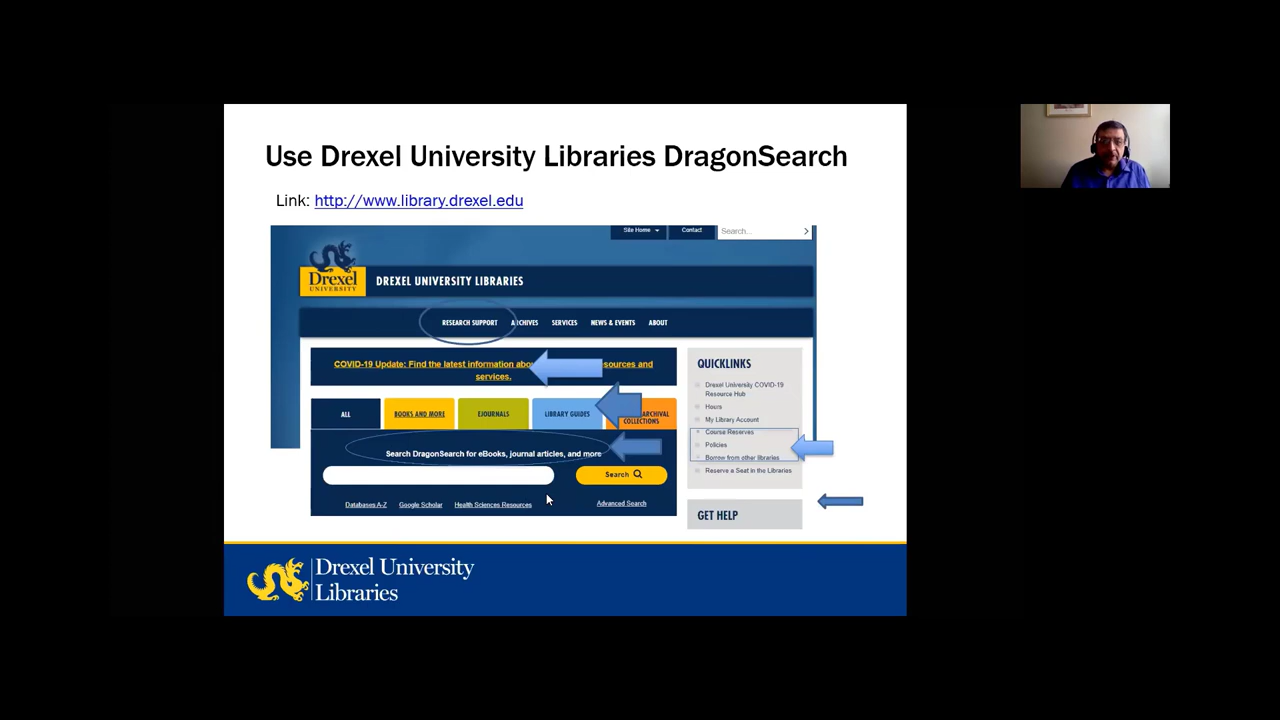 Use Drexel University Libraries DragonSearch
Link: http://www.library.drexel.edu
Site Home
Contact
Search...
Drexel
UNIVERSITY
DREXEL UNIVERSITY LIBRARIES
RESEARCH SUPPORT
ARCHIVES
SERVICES
NEWS & EVENTS
ABOUT
COVID-19 Update: Find the latest information
sources and
services.
ALL
BOOKS AND MORE
EJOURNALS
LIBRARY GUIDES
ARCHIVAL
COLLECTIONS
Search DragonSearch for eBooks, journal articles, and more
Search
Databases A-Z
Google Scholar
Health Sciences Resources
Advanced Search
QUICKLINKS
Drexel University COVID-19
Resource Hub
Hours
My Library Account
Course Reserves
Policies
Borrow from other libraries
Reserve a Seat in the Libraries
GET HELP
Drexel University
Libraries